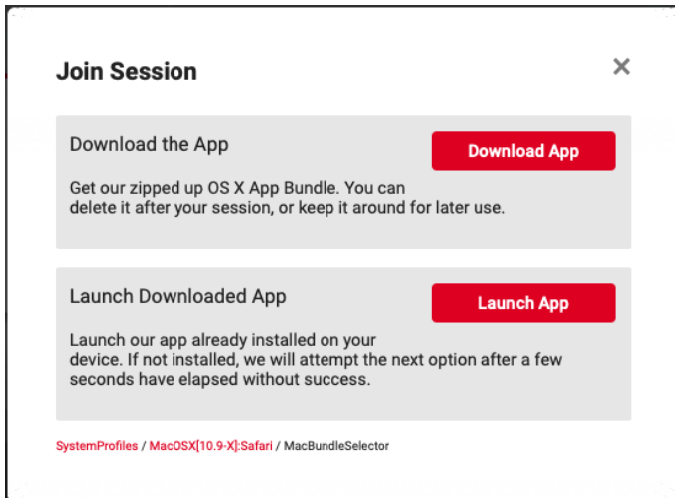 Join Session
Download the App
Download App
Get our zipped up OS X App Bundle. You can
delete it after your session, or keep it around for later use.
Launch Downloaded App
Launch App
Launch our app already installed on your
device. If not installed, we will attempt the next option after a few
seconds have elapsed without success.
SystemProfiles / MacOSX[10.9-X]:Safari / MacBundleSelector